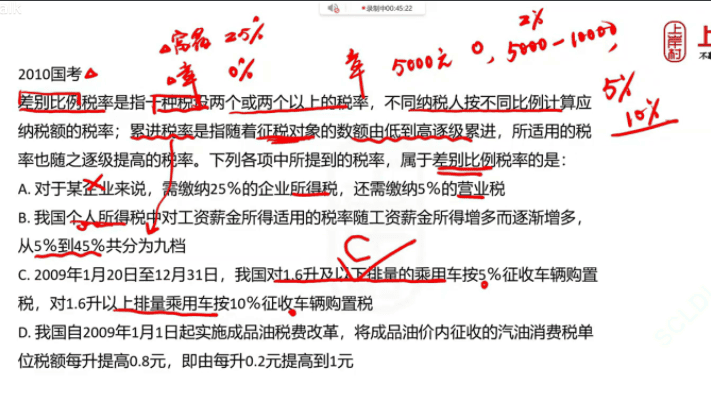 录制中00:45:22
△富易 25%
△率 0%
率 5000元 0, 5000-10000,
2%
5%
10%
上岸村
上
2010国考△
差别比例税率是指一种税设两个或两个以上的税率，不同纳税人按不同比例计算应
纳税额的税率；累进税率是指随着征税对象的数额由低到高逐级累进，所适用的税
率也随之逐级提高的税率。下列各项中所提到的税率，属于差别比例税率的是：
A. 对于某企业来说，需缴纳25%的企业所得税，还需缴纳5%的营业税
B. 我国个人所得税中对工资薪金所得适用的税率随工资薪金所得增多而逐渐增多，
从5%到45%共分为九档
C
C. 2009年1月20日至12月31日，我国对1.6升及以下排量的乘用车按5%征收车辆购置
税，对1.6升以上排量乘用车按10%征收车辆购置税
D. 我国自2009年1月1日起实施成品油税费改革，将成品油价内征收的汽油消费税单
位税额每升提高0.8元，即由每升0.2元提高到1元